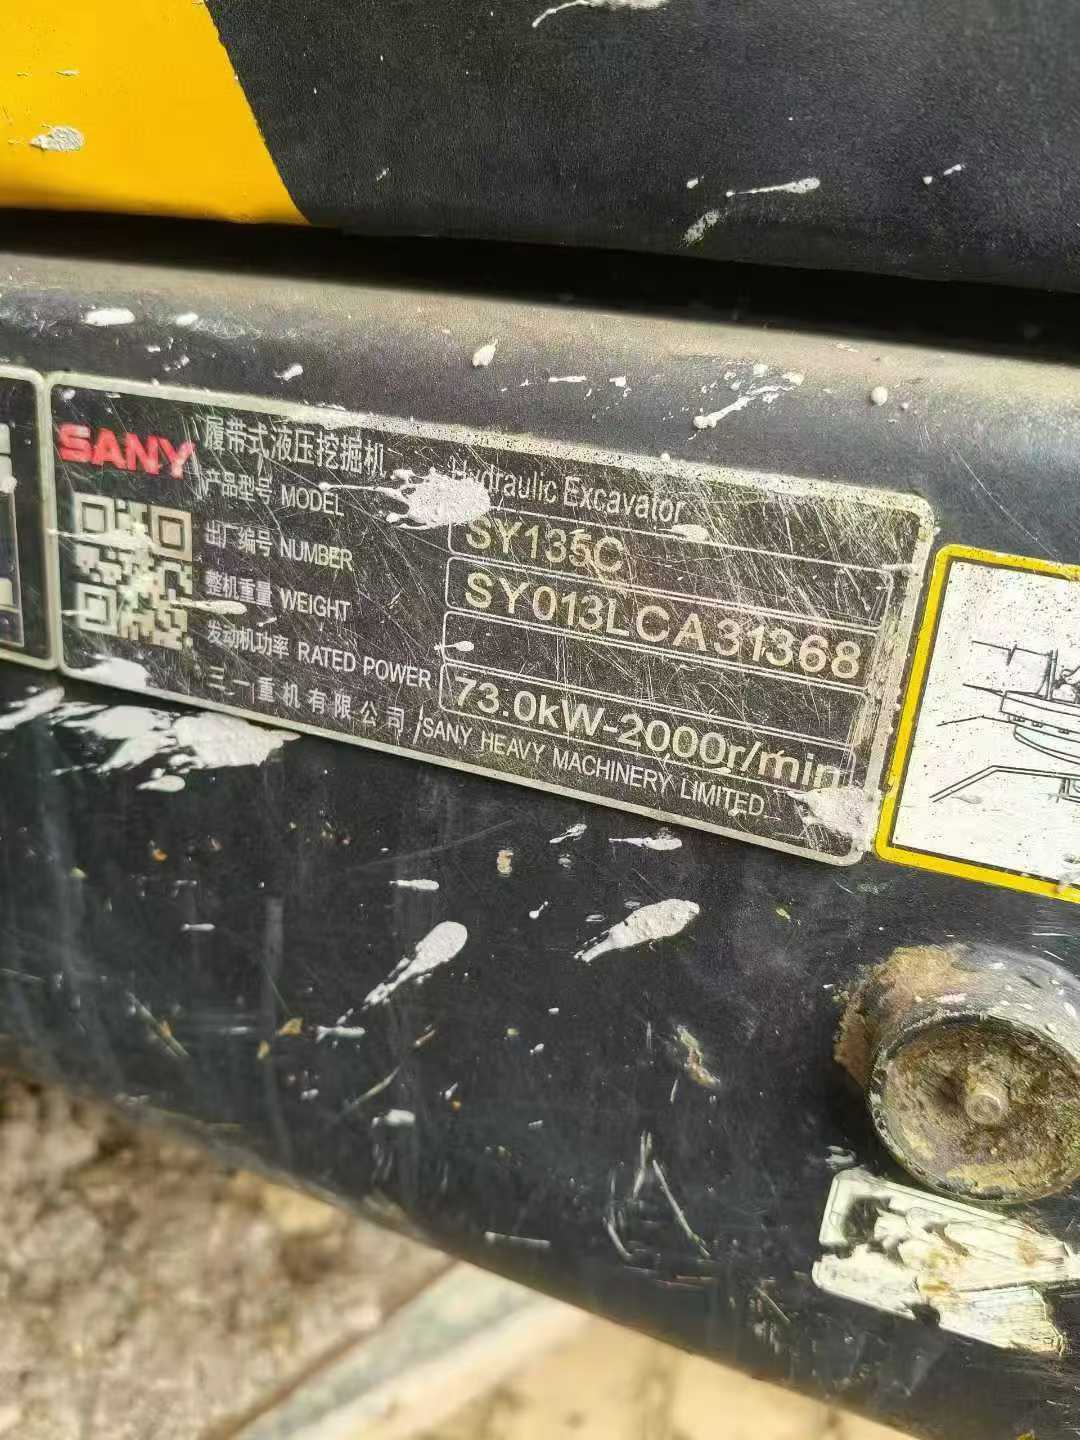 SANY 履带式液压挖掘机 Hydraulic Excavator
产品型号 MODEL SY135C
出厂编号 NUMBER SY013LCA31368
整机重量 WEIGHT
发动机功率 RATED POWER 73.0kW-2000r/min
三一重机有限公司 /SANY HEAVY MACHINERY LIMITED